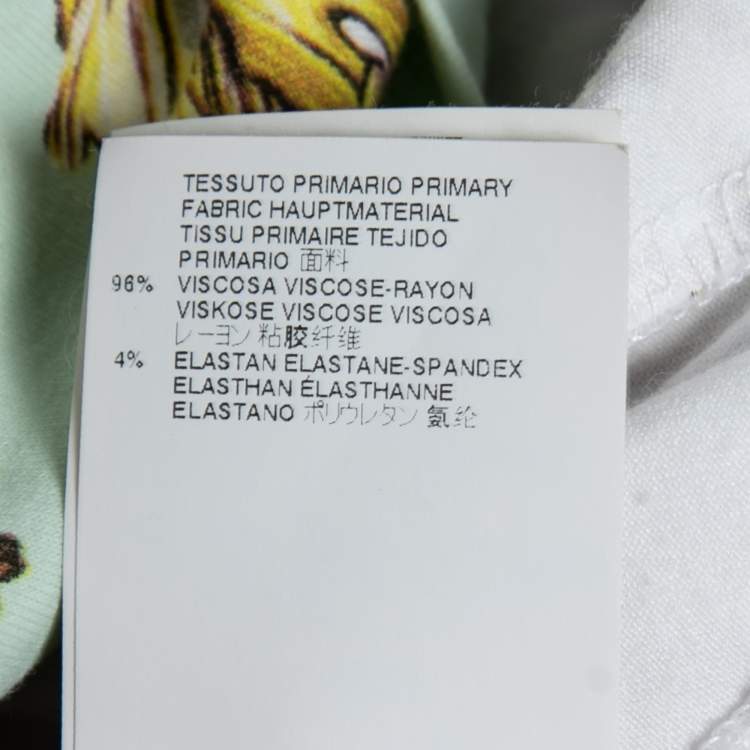 TESSUTO PRIMARIO PRIMARY
FABRIC HAUPTMATERIAL
TISSU PRIMAIRE TEJIDO
PRIMARIO 面料
96% VISCOSA VISCOSE-RAYON
VISKOSE VISCOSE VISCOSA
レーヨン 粘胶纤维
4% ELASTAN ELASTANE-SPANDEX
ELASTHAN ÉLASTHANNE
ELASTANO ポリウレタン 氨纶